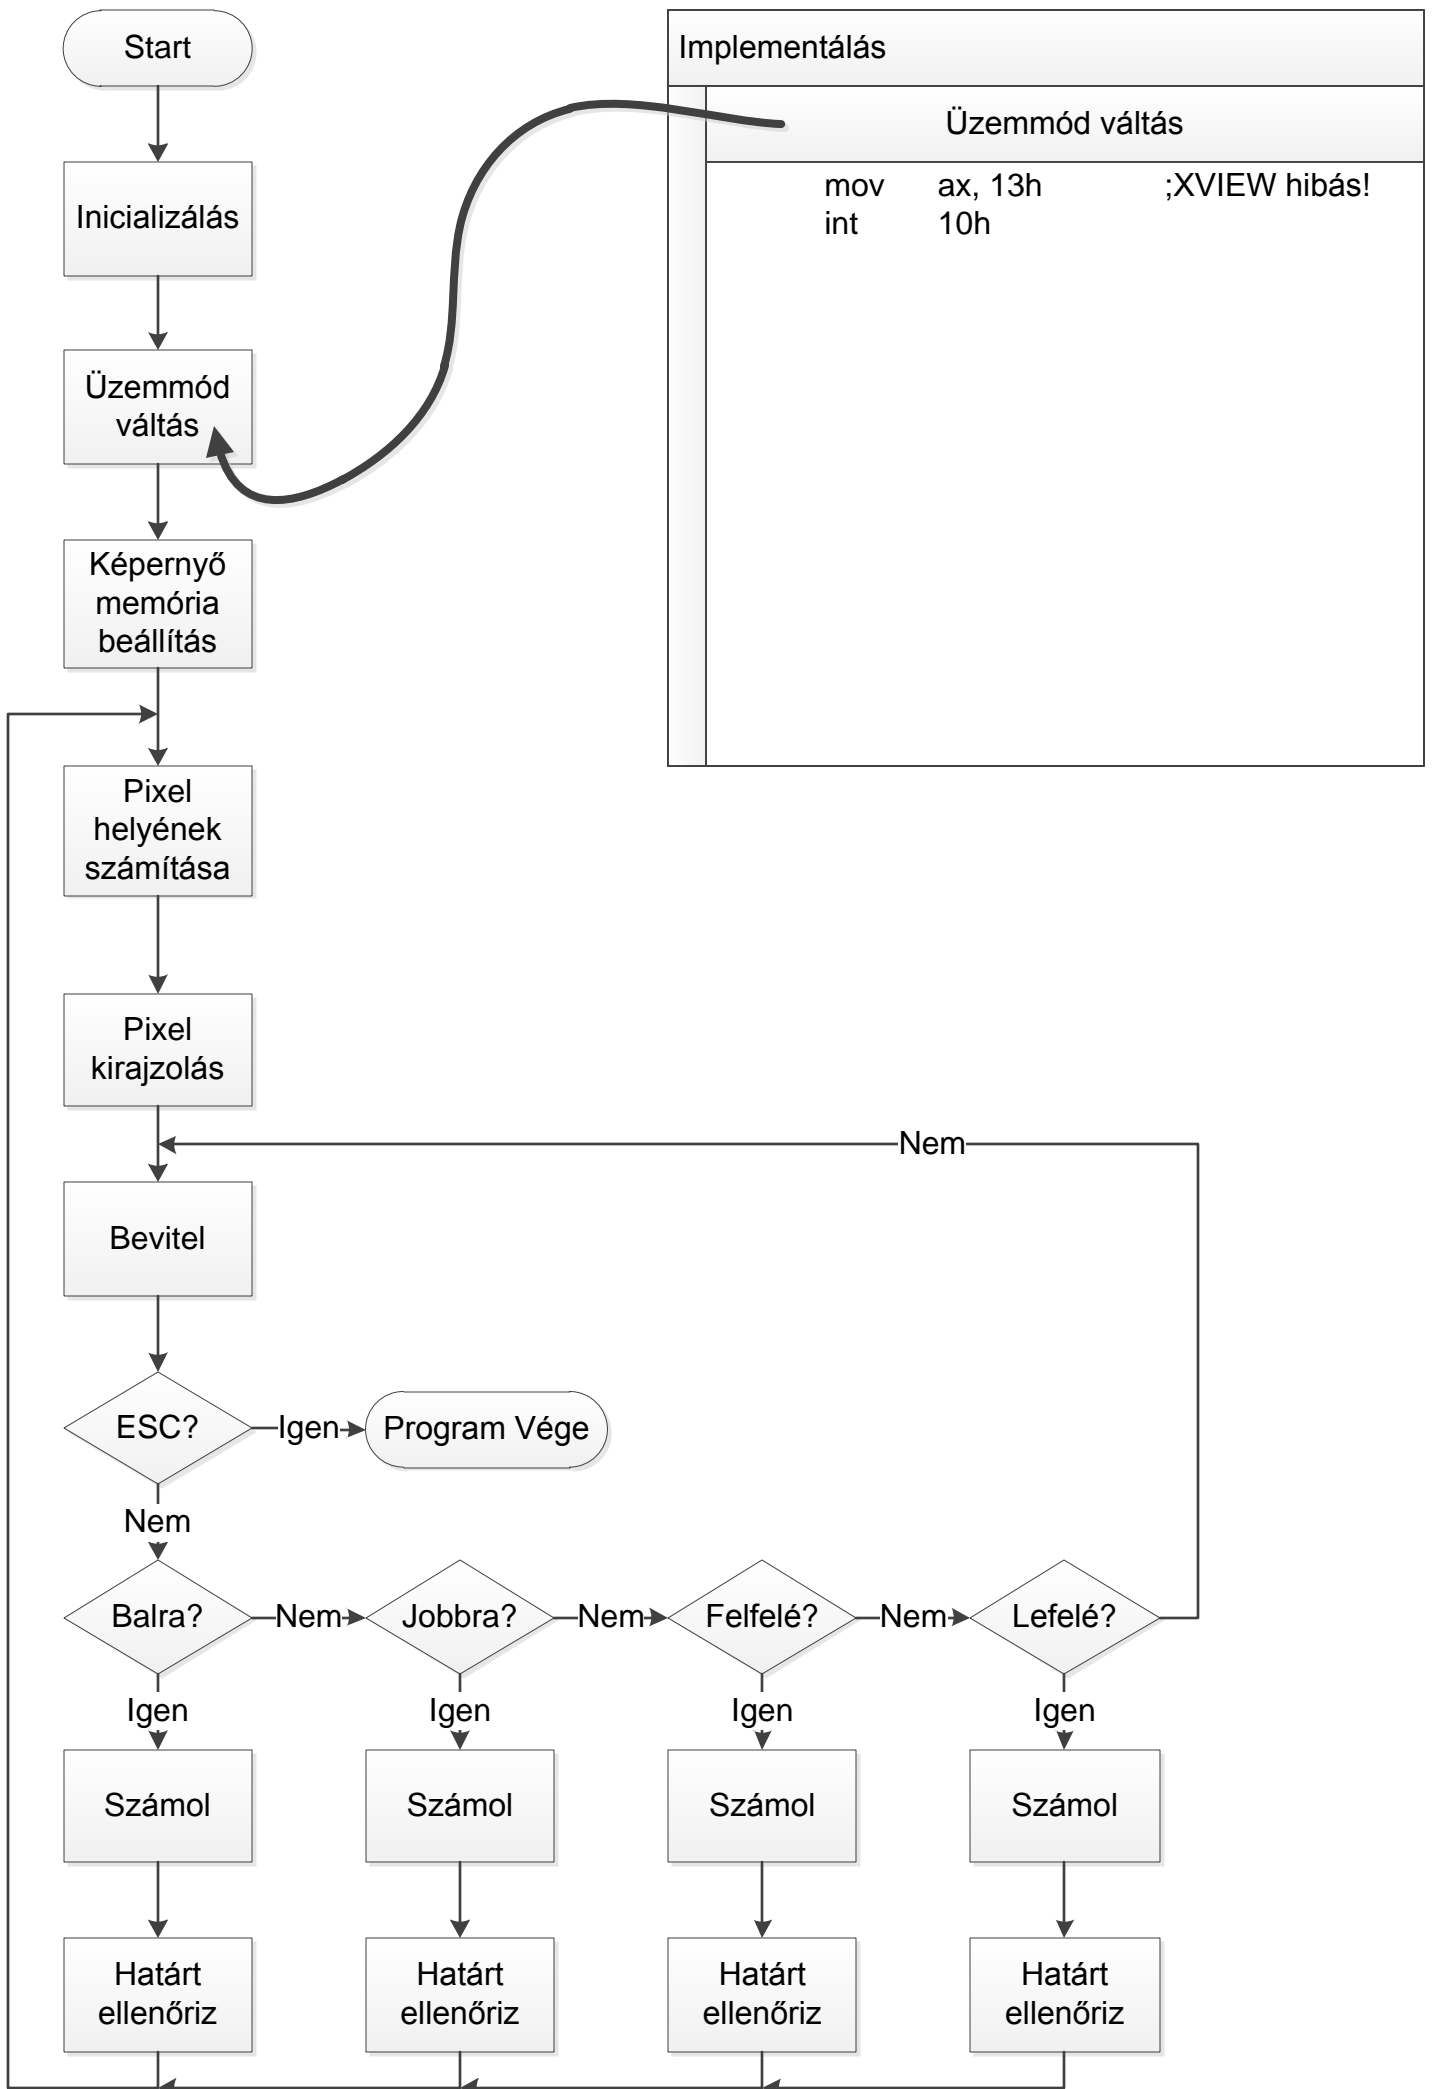 Start
Implementálás
Üzemmód váltás
mov ax, 13h ;XVIEW hibás!
int 10h
Inicializálás
Üzemmód
váltás
Képernyő
memória
beállítás
Pixel
helyének
számítása
Pixel
kirajzolás
Nem
Bevitel
ESC?
Igen
Program Vége
Nem
Balra?
Nem
Jobbra?
Nem
Felfelé?
Nem
Lefelé?
Igen
Igen
Igen
Igen
Számol
Számol
Számol
Számol
Határt
ellenőriz
Határt
ellenőriz
Határt
ellenőriz
Határt
ellenőriz